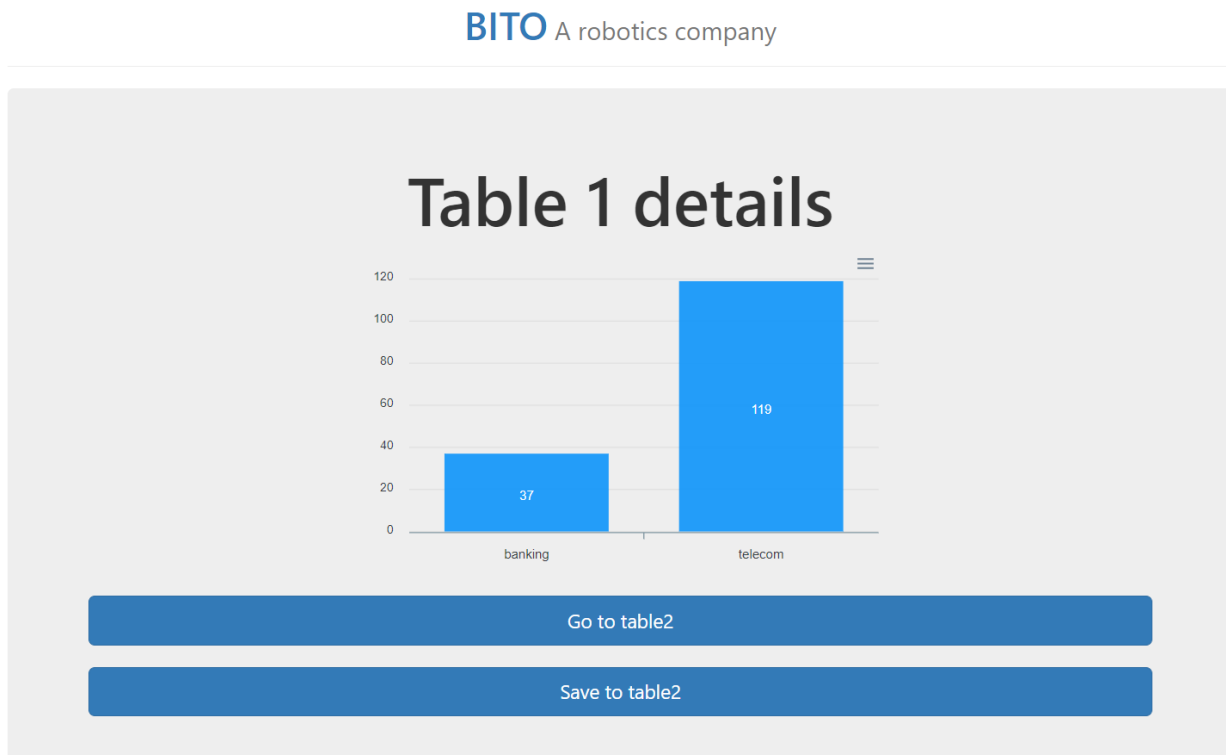 BITO A robotics company
Table 1 details
120
100
80
60
40
20
0
37
119
banking telecom
Go to table2
Save to table2